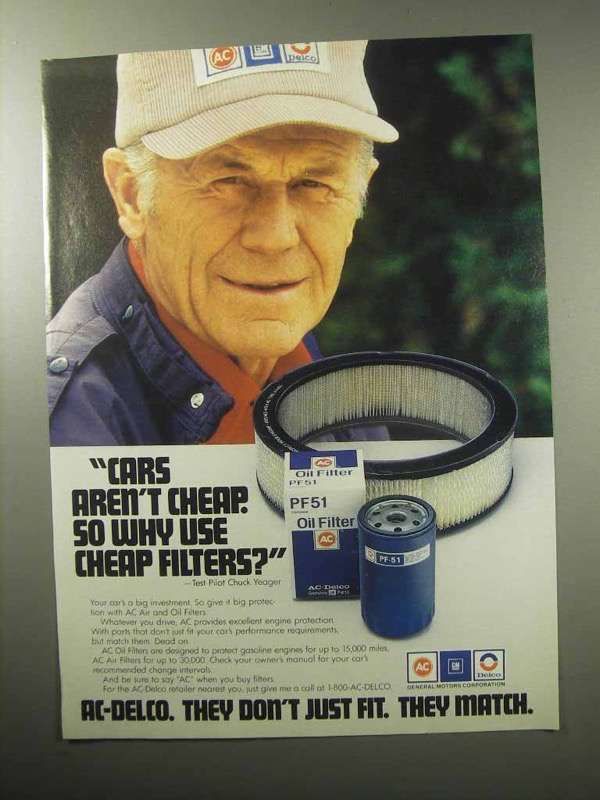 AC GM Delco
"CARS
AREN'T CHEAP.
SO WHY USE
CHEAP FILTERS?"
—Test Pilot Chuck Yeager
AC
Oil Filter
PF51
PF51
Oil Filter
AC
AC-Delco
Genuine GM Parts
AC PF-51
Your car's a big investment. So give it big protec-
tion with AC Air and Oil Filters.
Whatever you drive, AC provides excellent engine protection.
With parts that don't just fit your car's performance requirements,
but match them. Dead on.
AC Oil Filters are designed to protect gasoline engines for up to 15,000 miles,
AC Air Filters for up to 30,000. Check your owner's manual for your car's
recommended change intervals.
And be sure to say "AC" when you buy filters.
For the AC-Delco retailer nearest you, just give me a call at 1-800-AC-DELCO.
AC GM Delco
GENERAL MOTORS CORPORATION
AC-DELCO. THEY DON'T JUST FIT. THEY MATCH.